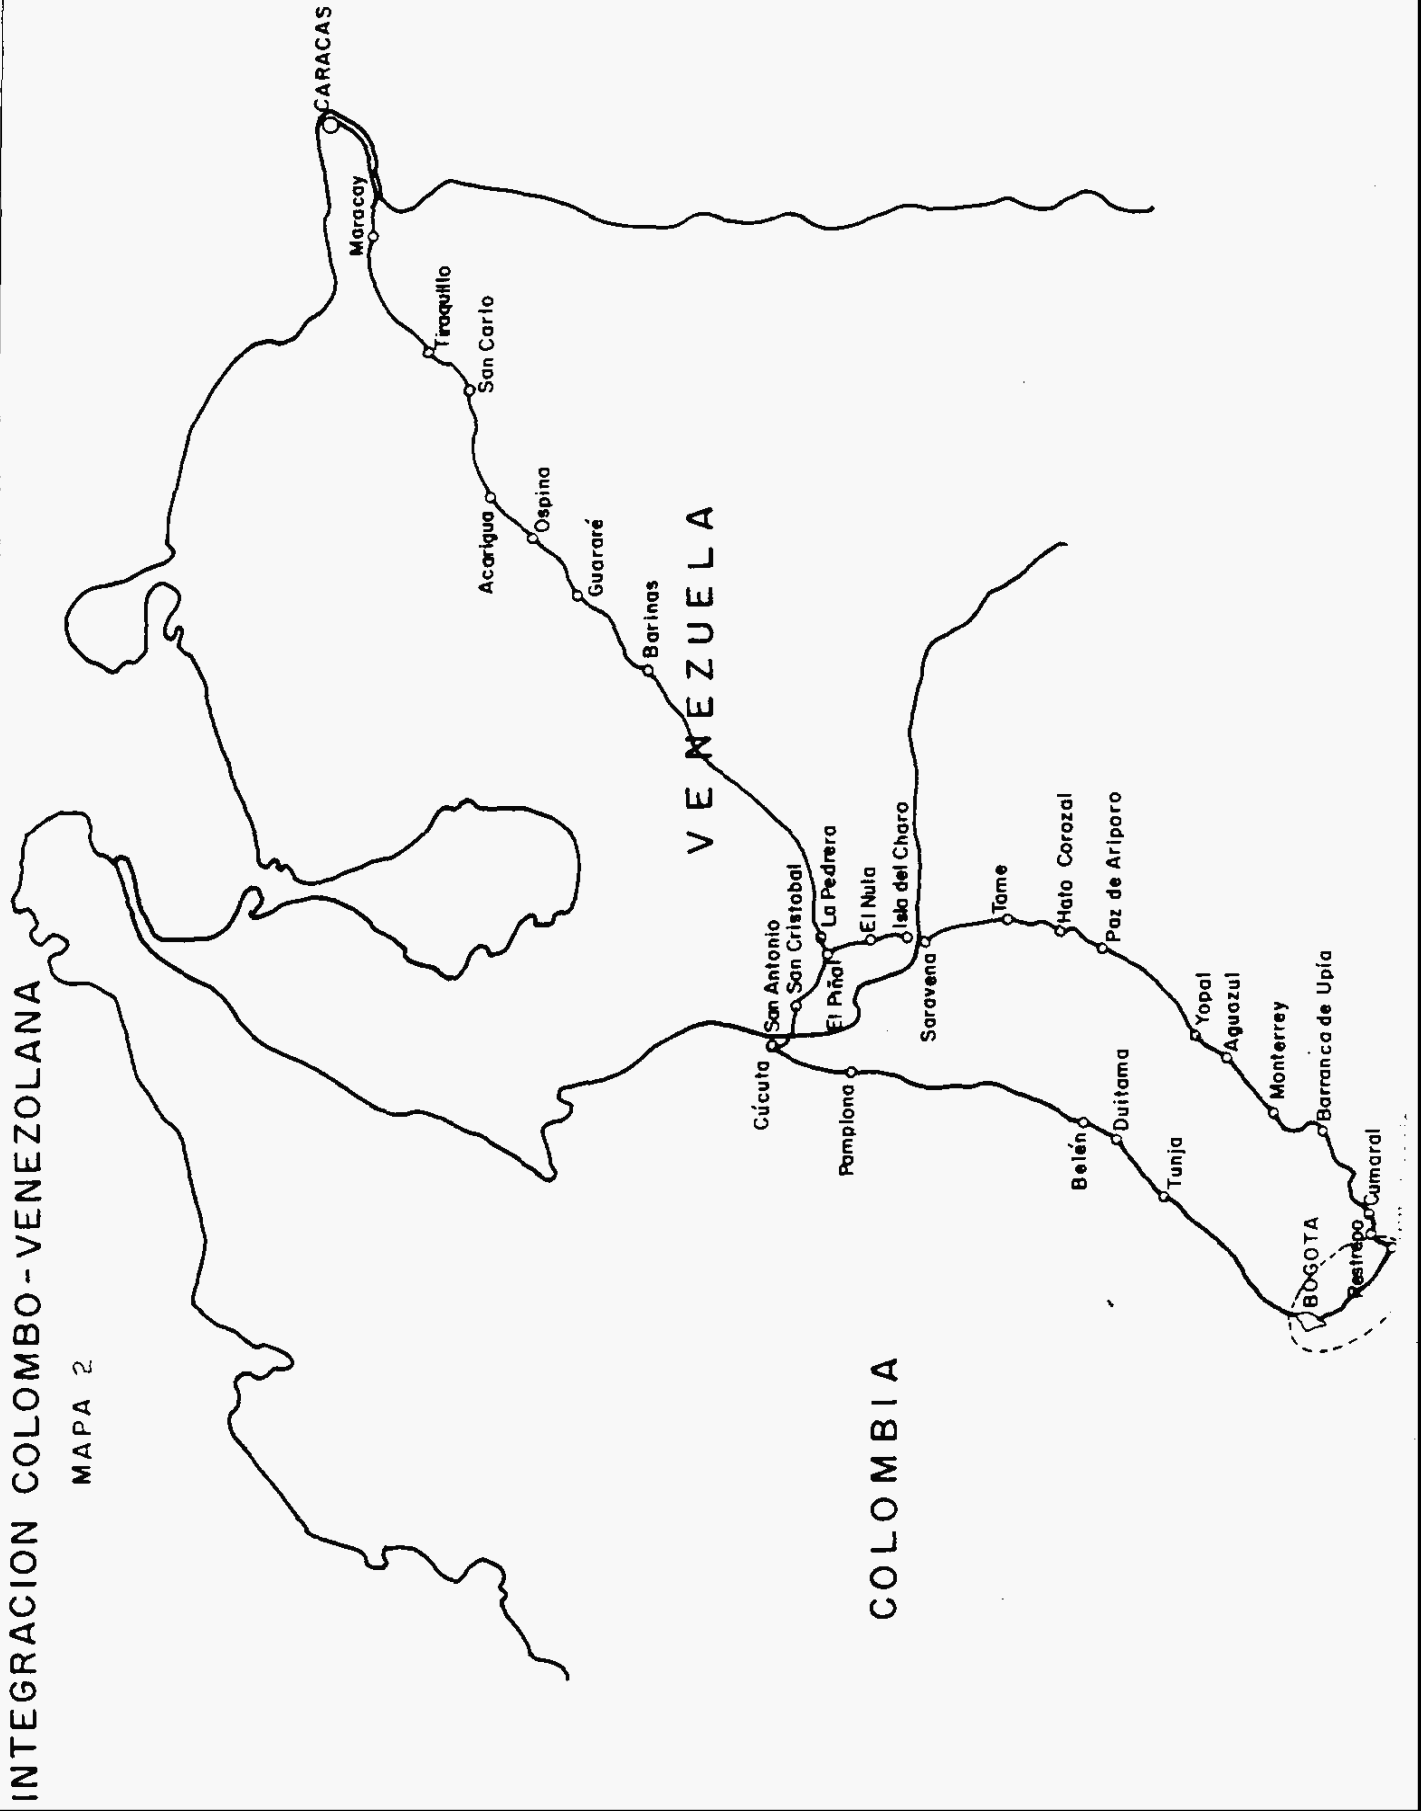 INTEGRACION COLOMBO-VENEZOLANA
MAPA 2
CARACAS
Maracay
Tiraquillo
San Carlo
Acarigua
Ospina
Guararé
Barinas
VENEZUELA
San Antonio
San Cristobal
La Pedrera
El Nula
Isla del Charo
El Piñal
Cúcuta
Saravena
Tame
Hato Corozal
Paz de Ariporo
Pamplona
Yopal
Aguazul
Monterrey
Barranca de Upía
Belén
Duitama
Tunja
Cumaral
Restrepo
BOGOTA
COLOMBIA